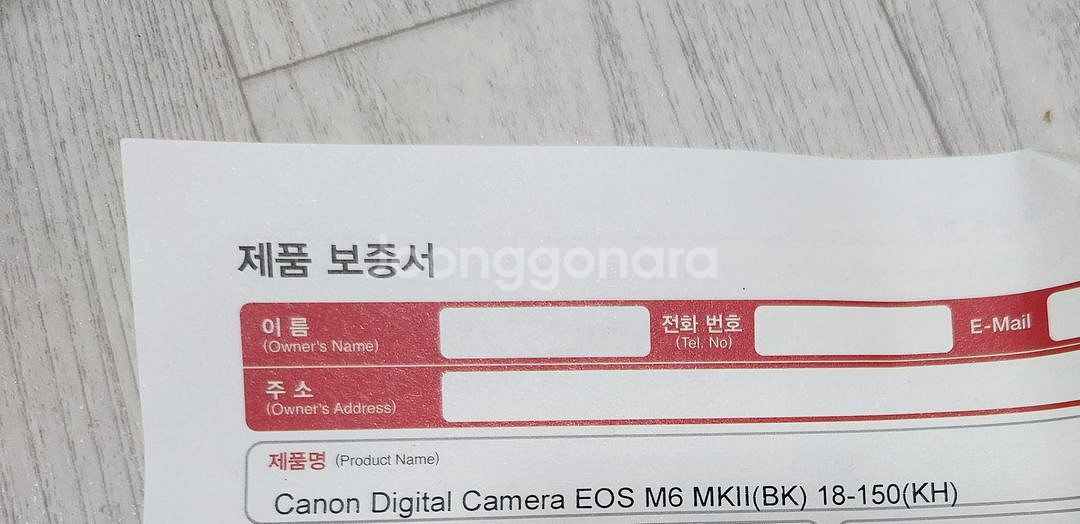 제품 보증서
joonggonara
이 름
(Owner's Name)
전화 번호
(Tel. No)
E-Mail
주 소
(Owner's Address)
제품명 (Product Name)
Canon Digital Camera EOS M6 MKII(BK) 18-150(KH)